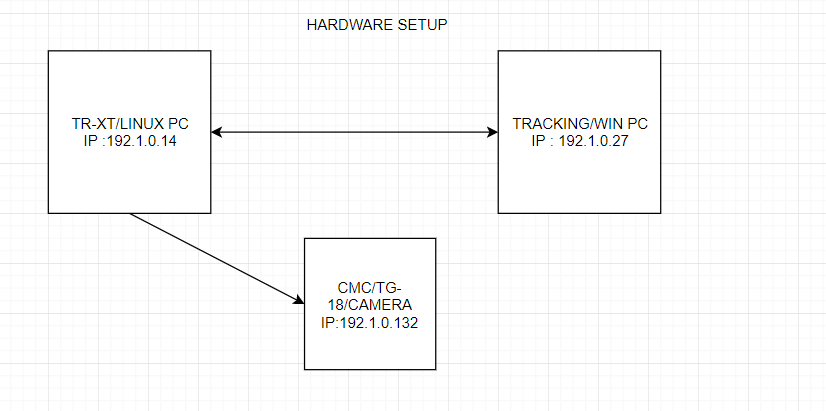 HARDWARE SETUP
TR-XT/LINUX PC
IP :192.1.0.14
TRACKING/WIN PC
IP : 192.1.0.27
CMC/TG-
18/CAMERA
IP:192.1.0.132